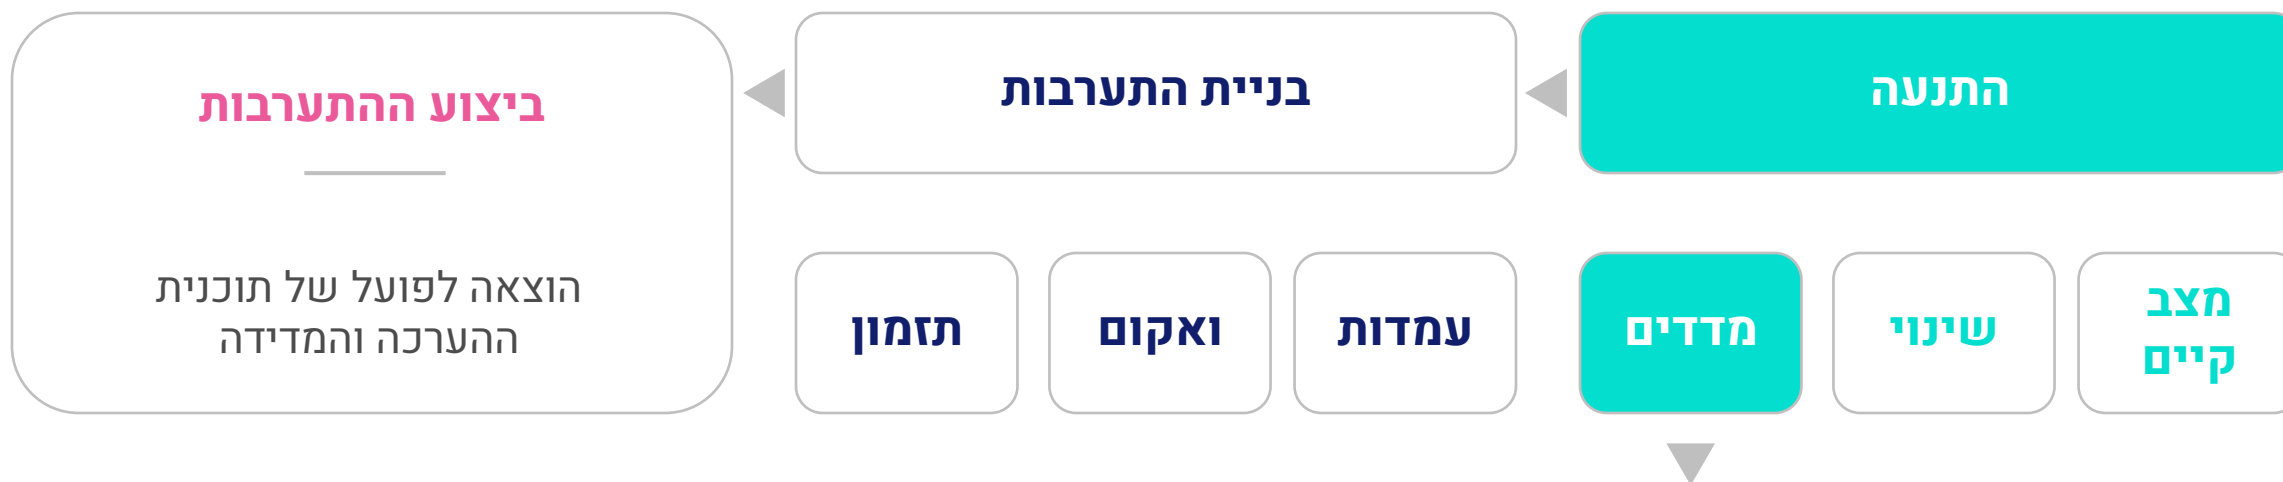 התנעה
בניית התערבות
ביצוע ההתערבות
מצב
קיים
שינוי
מדדים
עמדות
ואקום
תזמון
הוצאה לפועל של תוכנית
ההערכה והמדידה